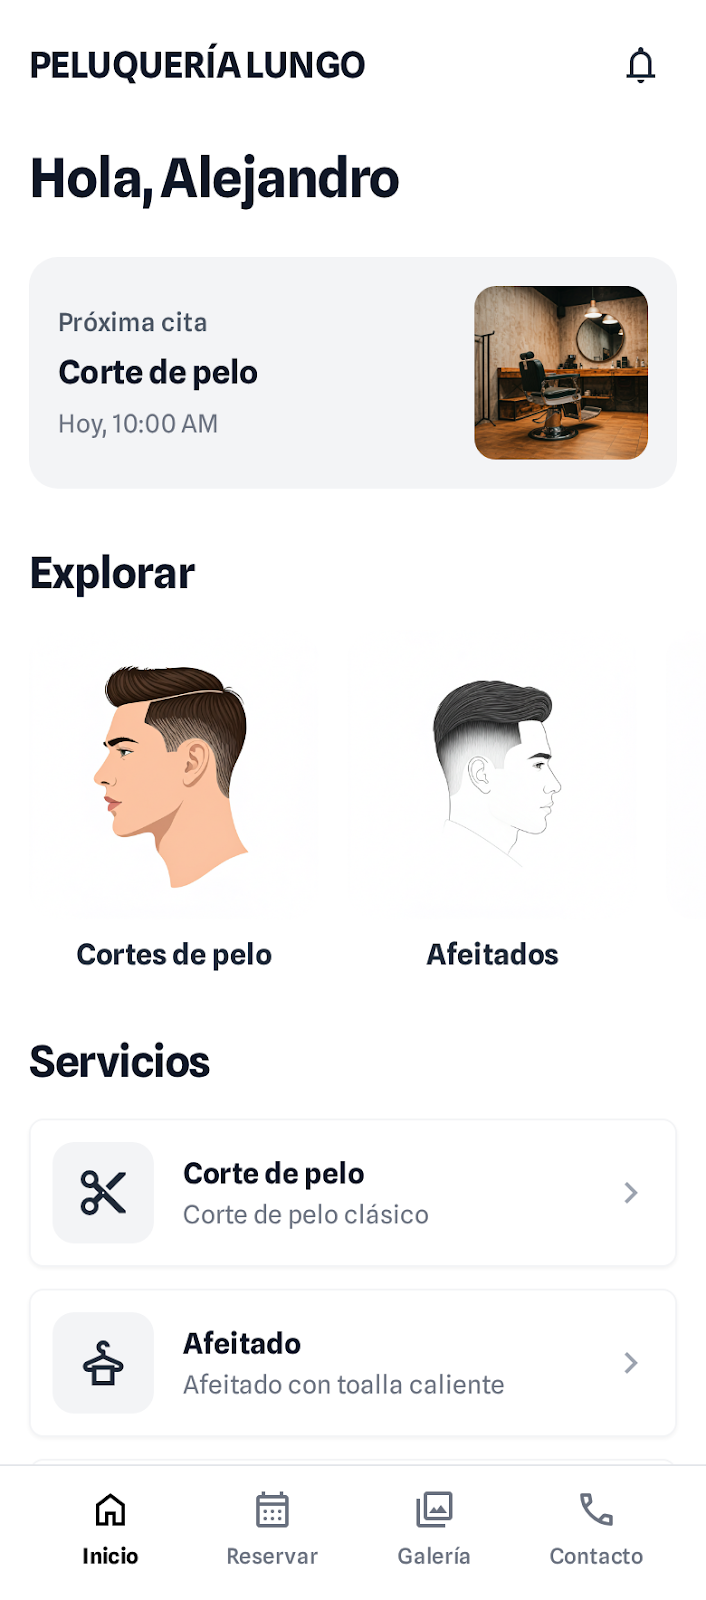 PELUQUERÍA LUNGO
Hola, Alejandro
Próxima cita
Corte de pelo
Hoy, 10:00 AM
Explorar
Cortes de pelo
Afeitados
Servicios
Corte de pelo
Corte de pelo clásico
Afeitado
Afeitado con toalla caliente
Inicio
Reservar
Galería
Contacto